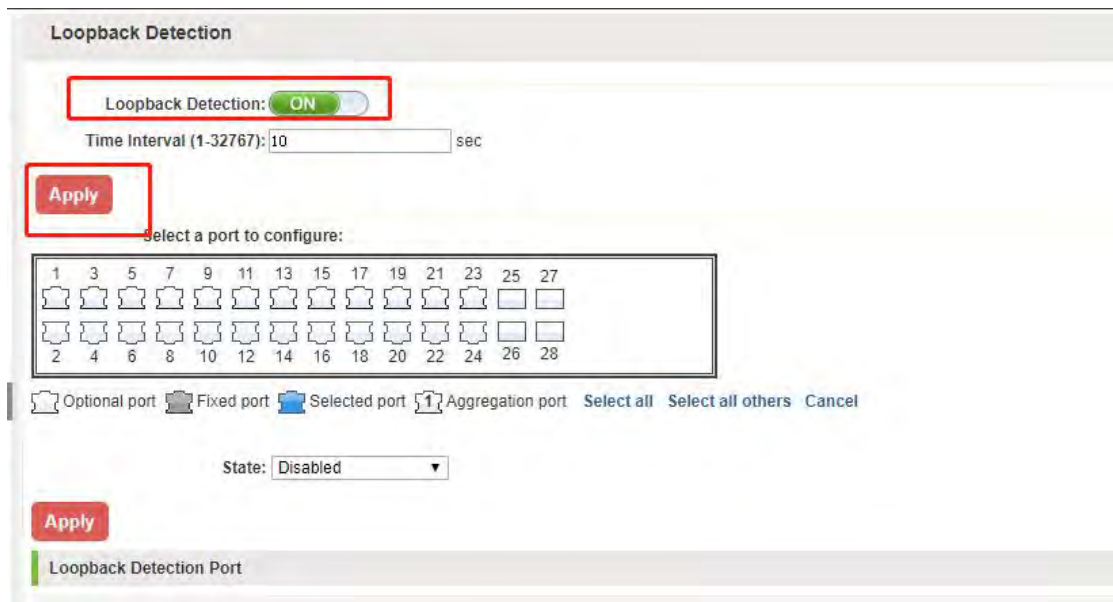 Loopback Detection
Loopback Detection: ON
Time Interval (1-32767): 10 sec
Apply
Select a port to configure:
1 3 5 7 9 11 13 15 17 19 21 23 25 27
2 4 6 8 10 12 14 16 18 20 22 24 26 28
Optional port Fixed port Selected port 1 Aggregation port Select all Select all others Cancel
State: Disabled
Apply
Loopback Detection Port